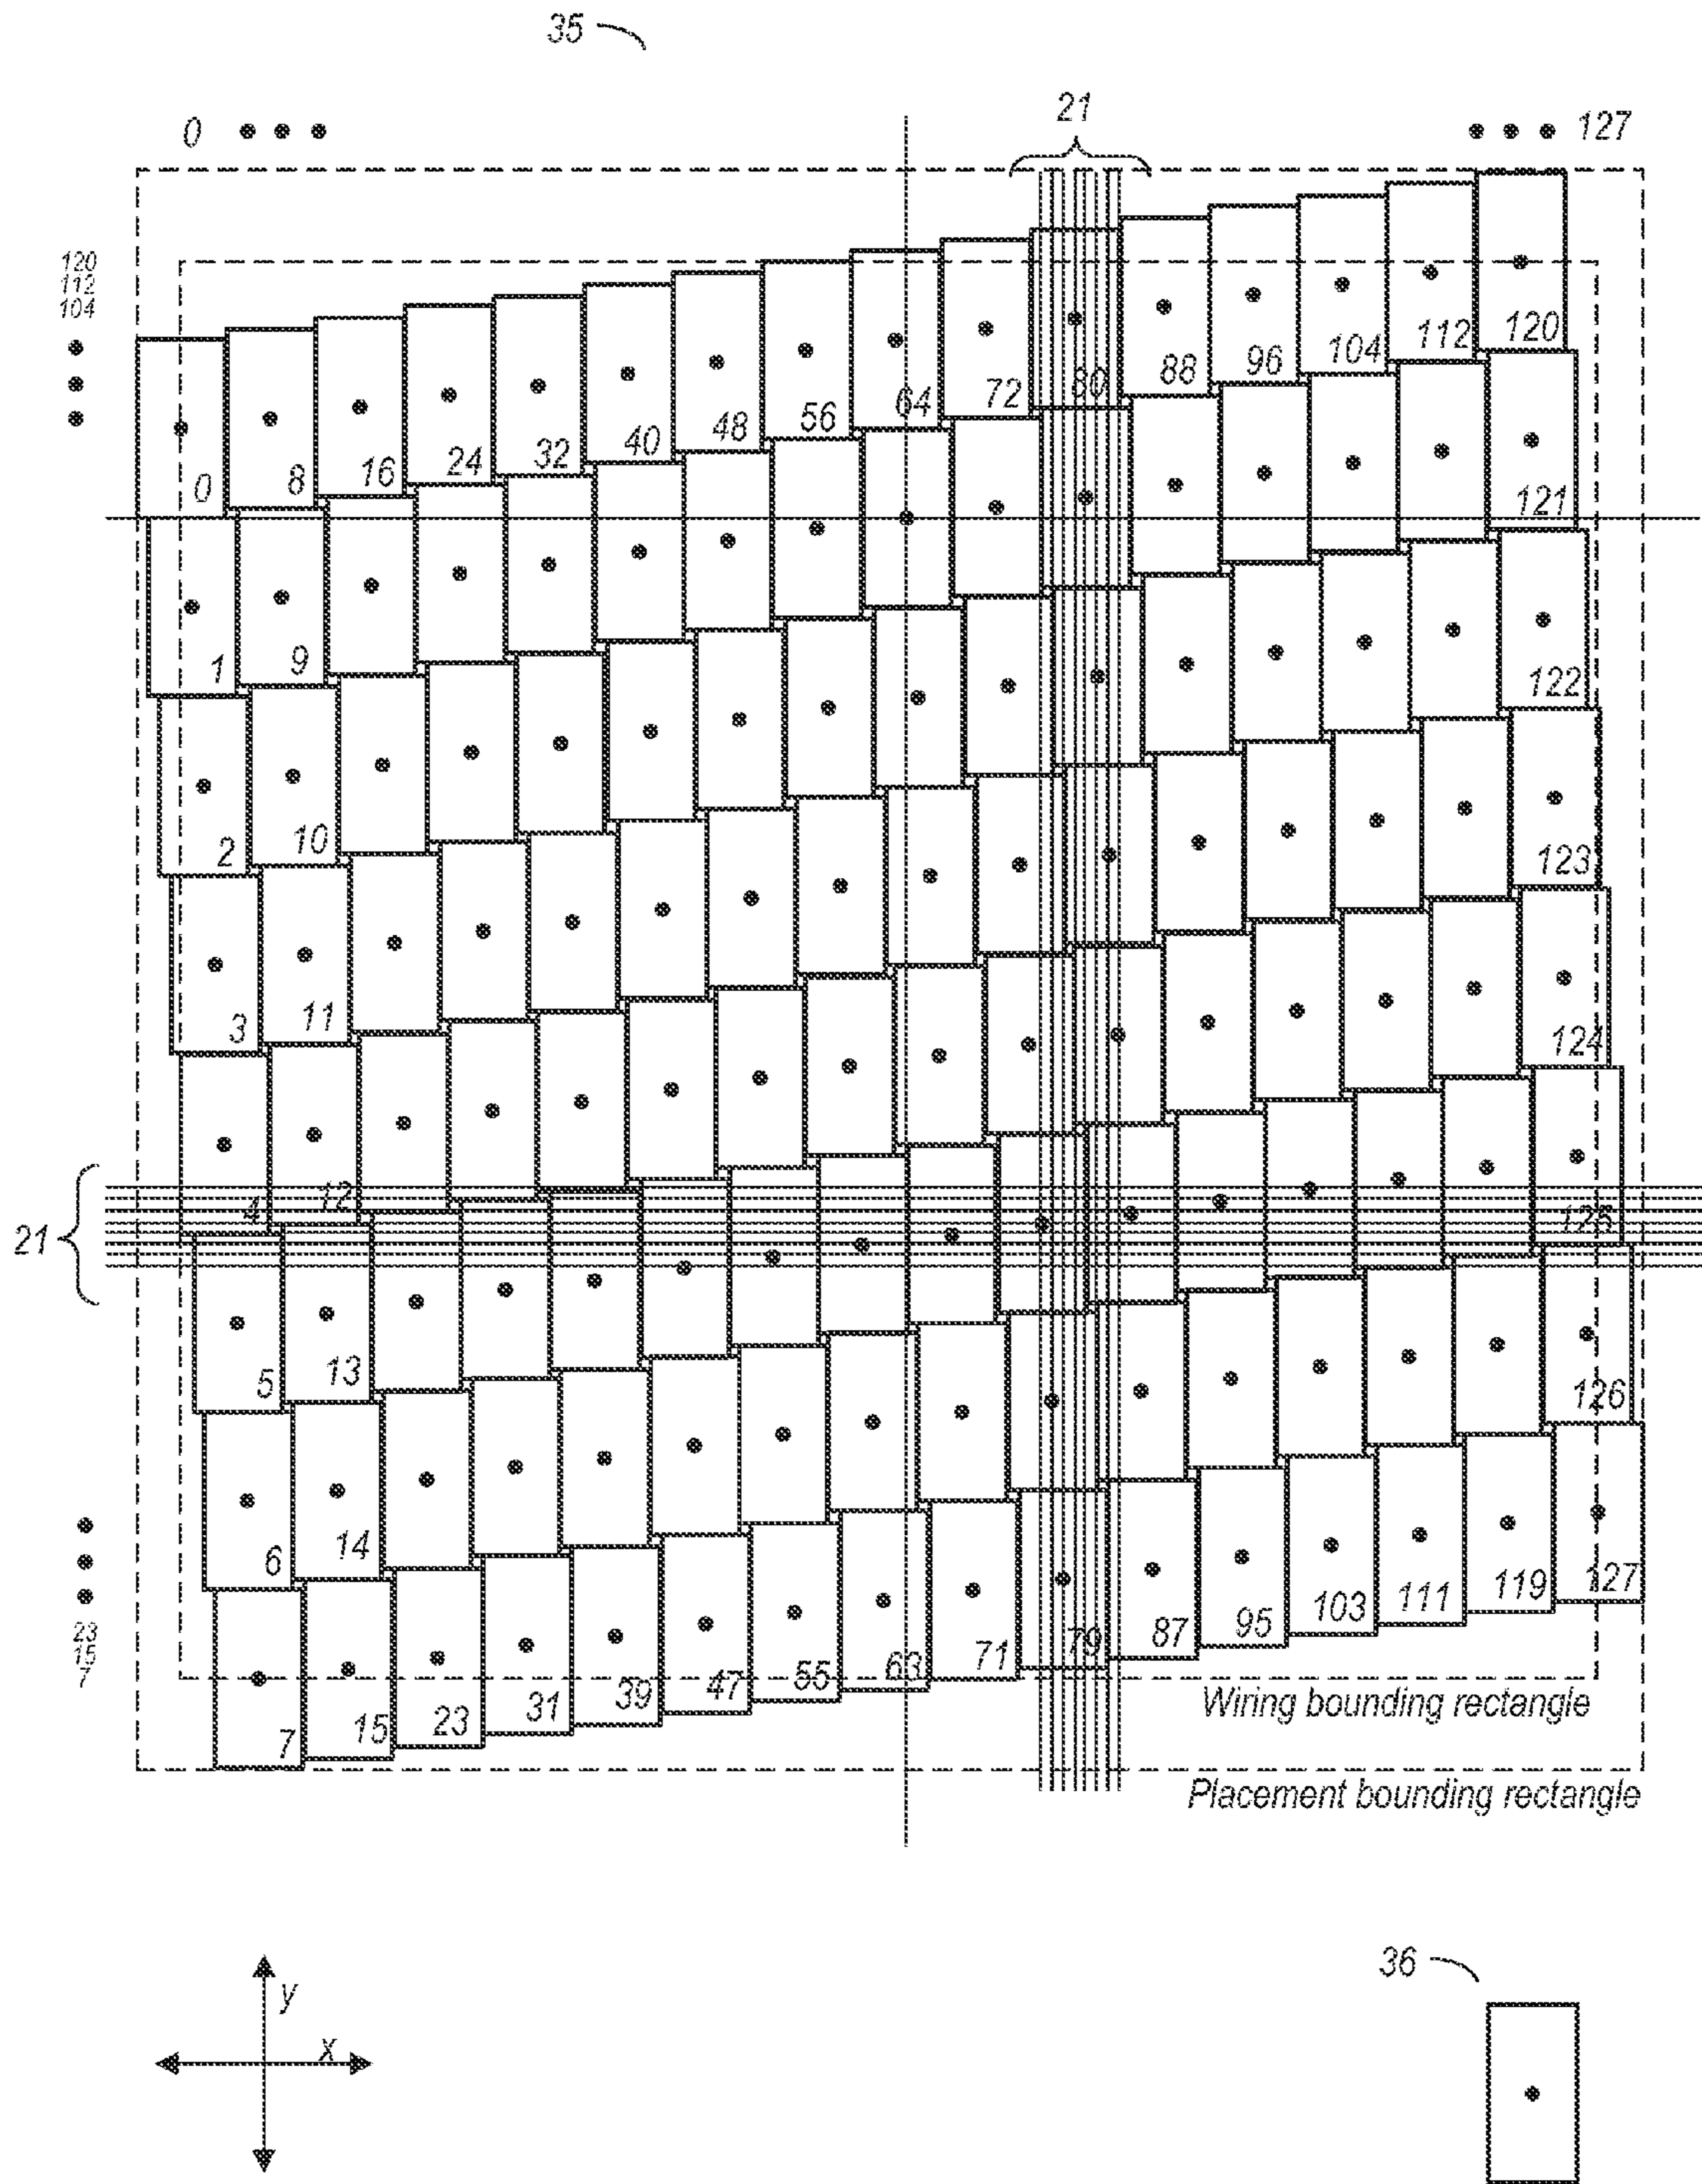 35
21
0 127
120
112
104
0 8 16 24 32 40 48 56 64 72 80 88 96 104 112 120
1 9 121
2 10 122
3 11 123
4 12 124
21
5 13 125
6 14 126
7 15 23 31 39 47 55 63 71 79 87 95 103 111 119 127
23
15
7
Wiring bounding rectangle
Placement bounding rectangle
36
y
x